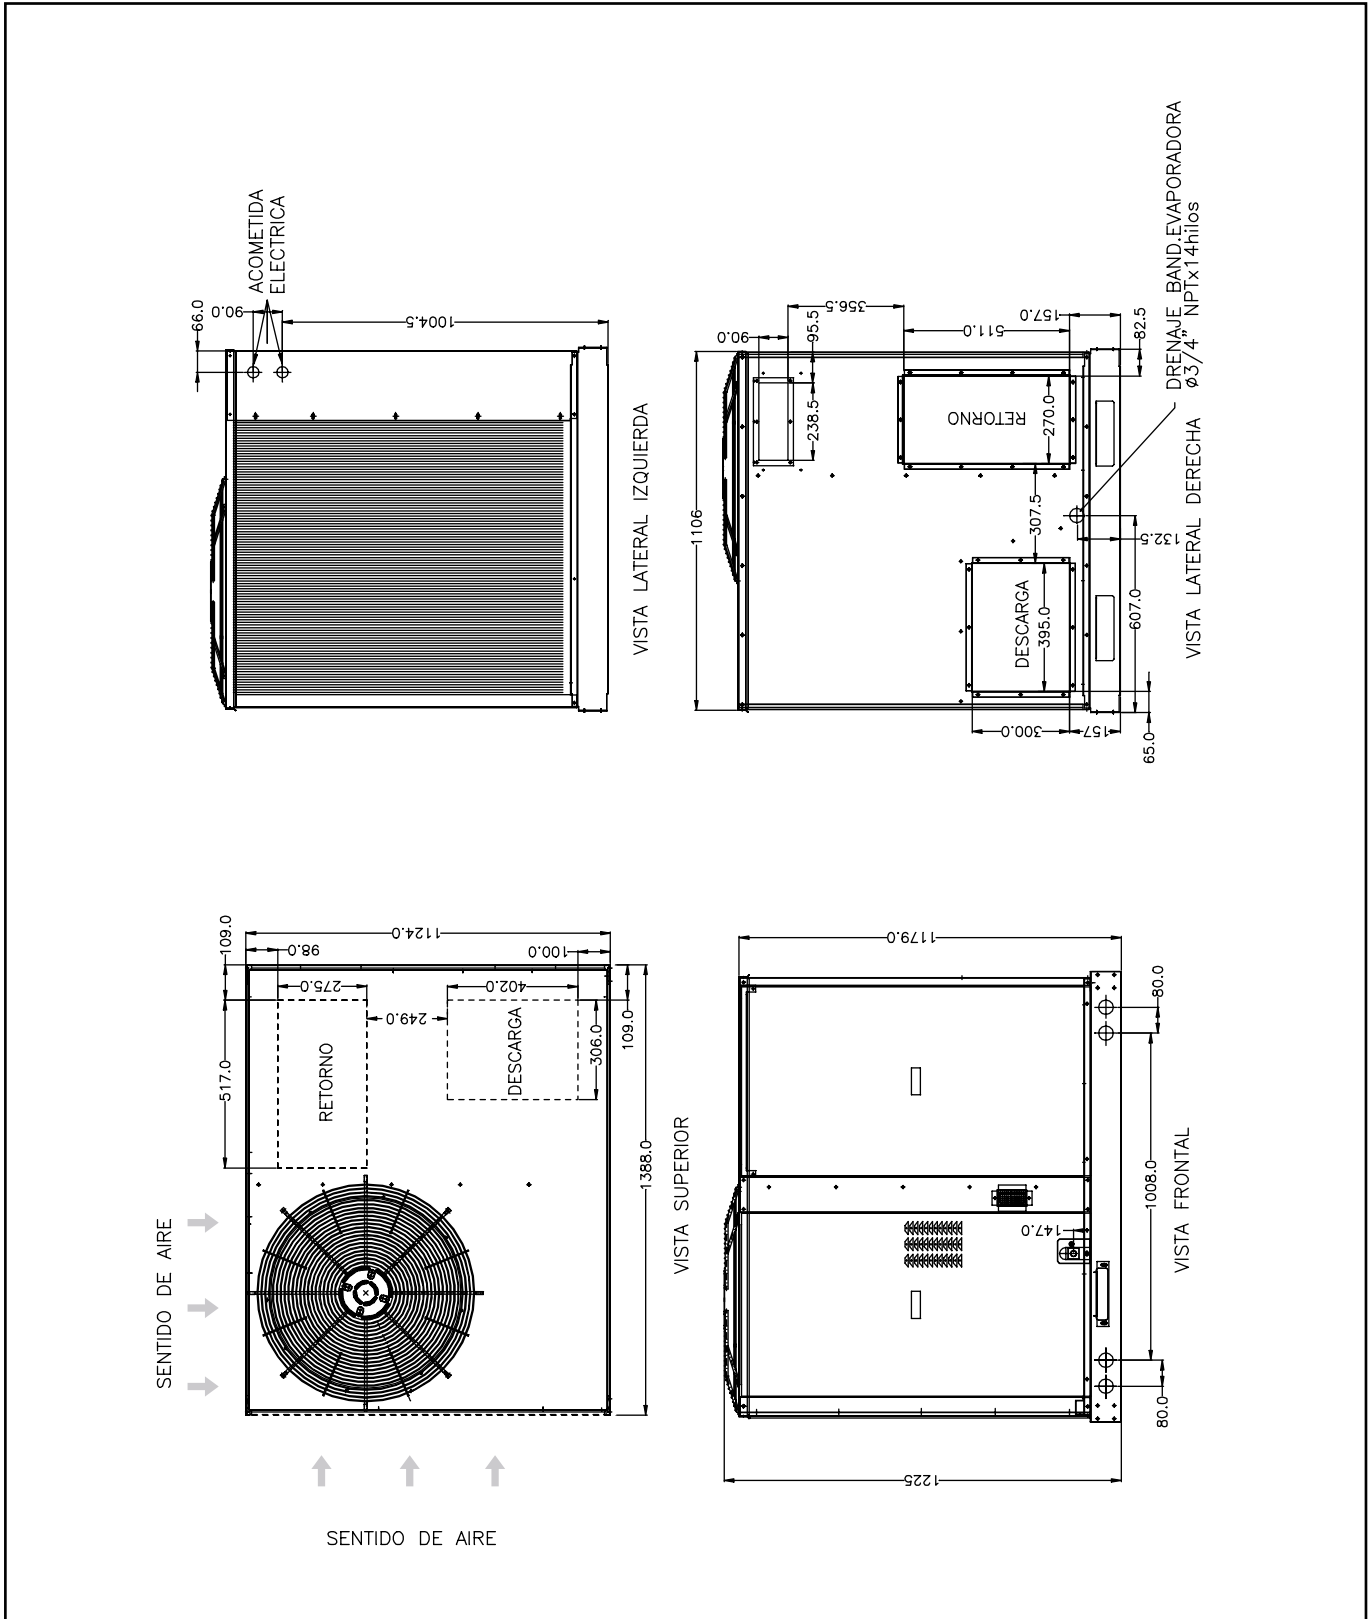 ACOMETIDA
ELECTRICA
66.0
90.0
1004.5
VISTA LATERAL IZQUIERDA
DRENAJE BAND.EVAPORADORA
ø3/4" NPTx14hilos
90.0
95.5
356.5
238.5
511.0
157.0
82.5
RETORNO
270.0
1106
307.5
132.5
DESCARGA
395.0
607.0
300.0
157
65.0
VISTA LATERAL DERECHA
109.0
98.0
1124.0
100.0
517.0
275.0
249.0
402.0
306.0
109.0
RETORNO
DESCARGA
1388.0
VISTA SUPERIOR
SENTIDO DE AIRE
SENTIDO DE AIRE
1179.0
80.0
1008.0
147.0
80.0
1225
VISTA FRONTAL